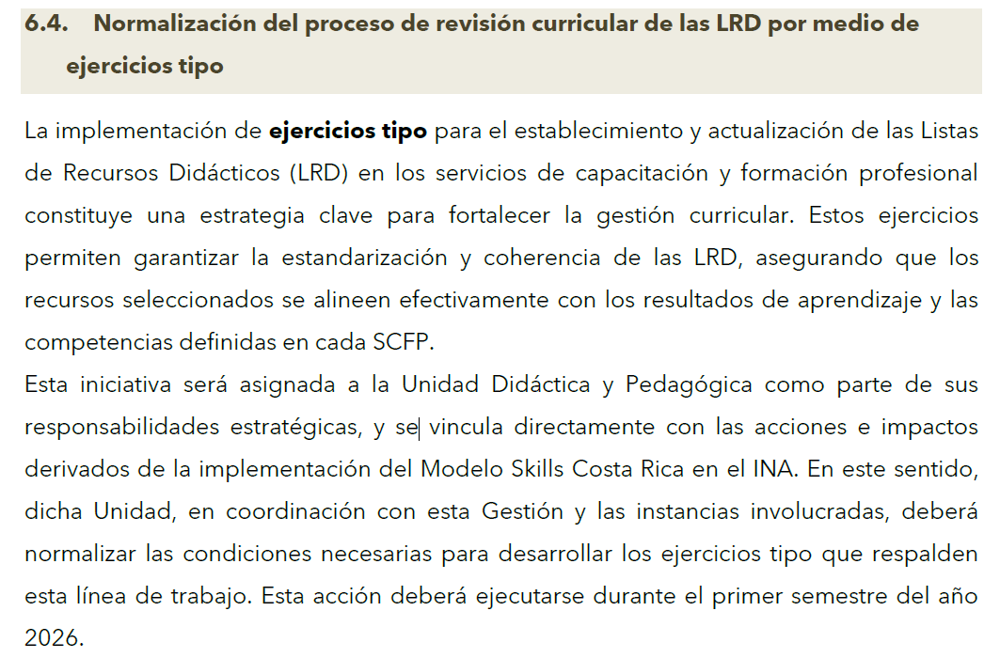 6.4. Normalización del proceso de revisión curricular de las LRD por medio de
ejercicios tipo
La implementación de ejercicios tipo para el establecimiento y actualización de las Listas
de Recursos Didácticos (LRD) en los servicios de capacitación y formación profesional
constituye una estrategia clave para fortalecer la gestión curricular. Estos ejercicios
permiten garantizar la estandarización y coherencia de las LRD, asegurando que los
recursos seleccionados se alineen efectivamente con los resultados de aprendizaje y las
competencias definidas en cada SCFP.
Esta iniciativa será asignada a la Unidad Didáctica y Pedagógica como parte de sus
responsabilidades estratégicas, y se vincula directamente con las acciones e impactos
derivados de la implementación del Modelo Skills Costa Rica en el INA. En este sentido,
dicha Unidad, en coordinación con esta Gestión y las instancias involucradas, deberá
normalizar las condiciones necesarias para desarrollar los ejercicios tipo que respalden
esta línea de trabajo. Esta acción deberá ejecutarse durante el primer semestre del año
2026.